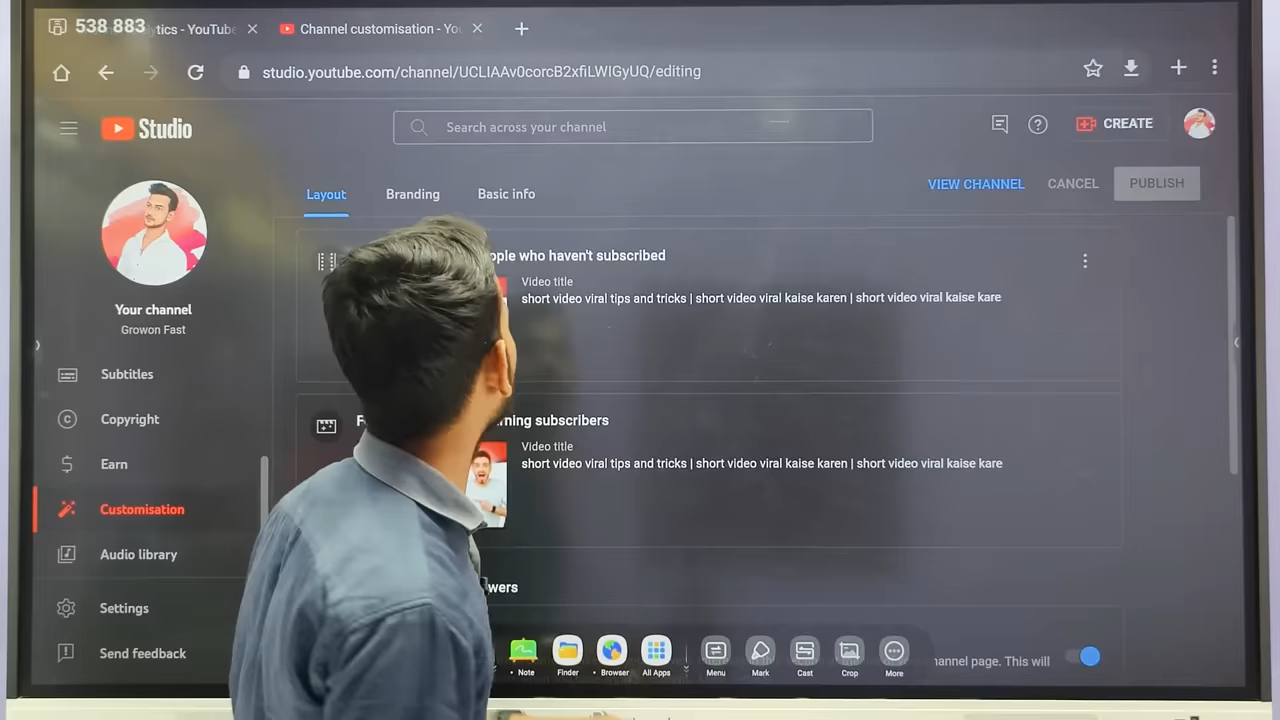 538 883
tics - YouTube
Channel customisation - You
studio.youtube.com/channel/UCLIAAv0corcB2xfiLWIGyUQ/editing
Studio
Search across your channel
CREATE
Layout
Branding
Basic info
VIEW CHANNEL
CANCEL
PUBLISH
Your channel
Growon Fast
Subtitles
Copyright
Earn
Customisation
Audio library
Settings
Send feedback
ople who haven't subscribed
Video title
short video viral tips and tricks | short video viral kaise karen | short video viral kaise kare
rning subscribers
Video title
short video viral tips and tricks | short video viral kaise karen | short video viral kaise kare
wers
annel page. This will
Note
Finder
Browser
All Apps
Menu
Mark
Cast
Crop
More